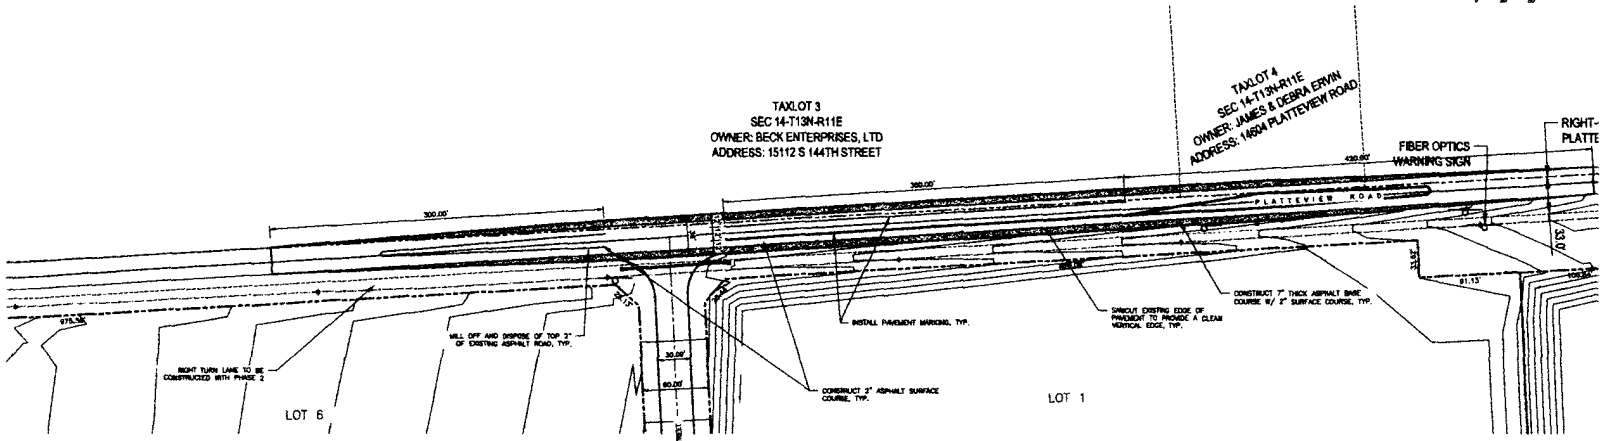 TAXLOT 3
SEC 14-T13N-R11E
OWNER: BECK ENTERPRISES, LTD
ADDRESS: 15112 S 144TH STREET
TAXLOT 4
SEC 14-T13N-R11E
OWNER: JAMES & DEBRA ERVIN
ADDRESS: 14604 PLATTEVIEW ROAD
FIBER OPTICS
WARNING SIGN
RIGHT-
PLATTE
300.00'
360.00'
420.00'
PLATTEVIEW ROAD
33.0'
91.13'
CONSTRUCT 7" THICK ASPHALT BASE
COURSE W/ 2" SURFACE COURSE, TYP.
SAWCUT EXISTING EDGE OF
PAVEMENT TO PROVIDE A CLEAN
VERTICAL EDGE, TYP.
INSTALL PAVEMENT MARKING, TYP.
MILL OFF AND DISPOSE OF TOP 2"
OF EXISTING ASPHALT ROAD, TYP.
RIGHT TURN LANE TO BE
CONSTRUCTED WITH PHASE 2
30.00'
60.00'
CONSTRUCT 2" ASPHALT SURFACE
COURSE, TYP.
LOT 6
LOT 1